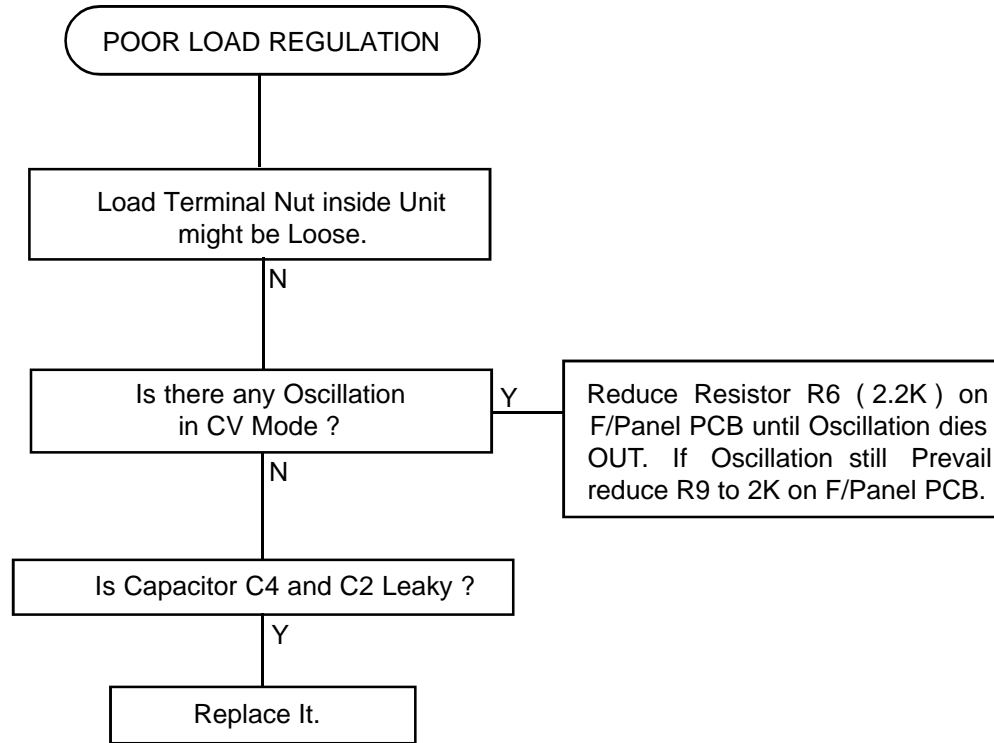 POOR LOAD REGULATION
Load Terminal Nut inside Unit
might be Loose.
N
Is there any Oscillation
in CV Mode ?
Y
Reduce Resistor R6 ( 2.2K ) on
F/Panel PCB until Oscillation dies
OUT. If Oscillation still Prevail
reduce R9 to 2K on F/Panel PCB.
N
Is Capacitor C4 and C2 Leaky ?
Y
Replace It.